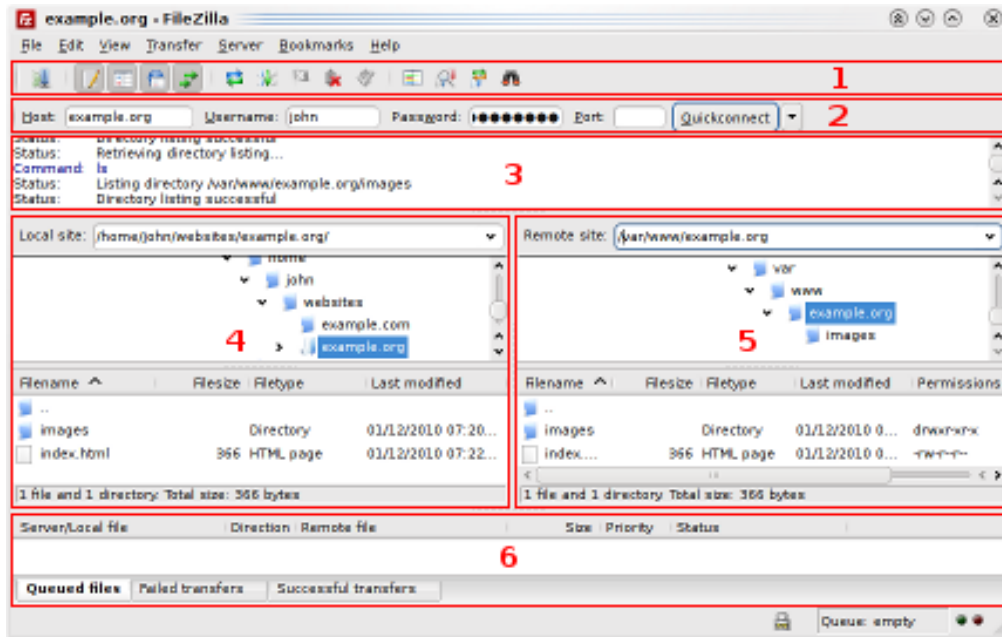 example.org - FileZilla
File Edit View Transfer Server Bookmarks Help
1
Host: example.org Username: john Password: ●●●●●●●●● Port: Quickconnect 2
Status: Directory listing successful
Status: Retrieving directory listing...
Command: ls
Status: Listing directory /var/www/example.org/images
Status: Directory listing successful
3
Local site: /home/john/websites/example.org/
home
john
websites
example.com
example.org
4
Filename Filesize Filetype Last modified
..
images Directory 01/12/2010 07:20...
index.html 366 HTML page 01/12/2010 07:22...
1 file and 1 directory. Total size: 366 bytes
Remote site: /var/www/example.org
var
www
example.org
images
5
Filename Filesize Filetype Last modified Permissions
..
images Directory 01/12/2010 0... drwxr-xr-x
index.... 366 HTML page 01/12/2010 0... -rw-r--r--
1 file and 1 directory. Total size: 366 bytes
Server/Local file Direction Remote file Size Priority Status
6
Queued files Failed transfers Successful transfers
Queue: empty